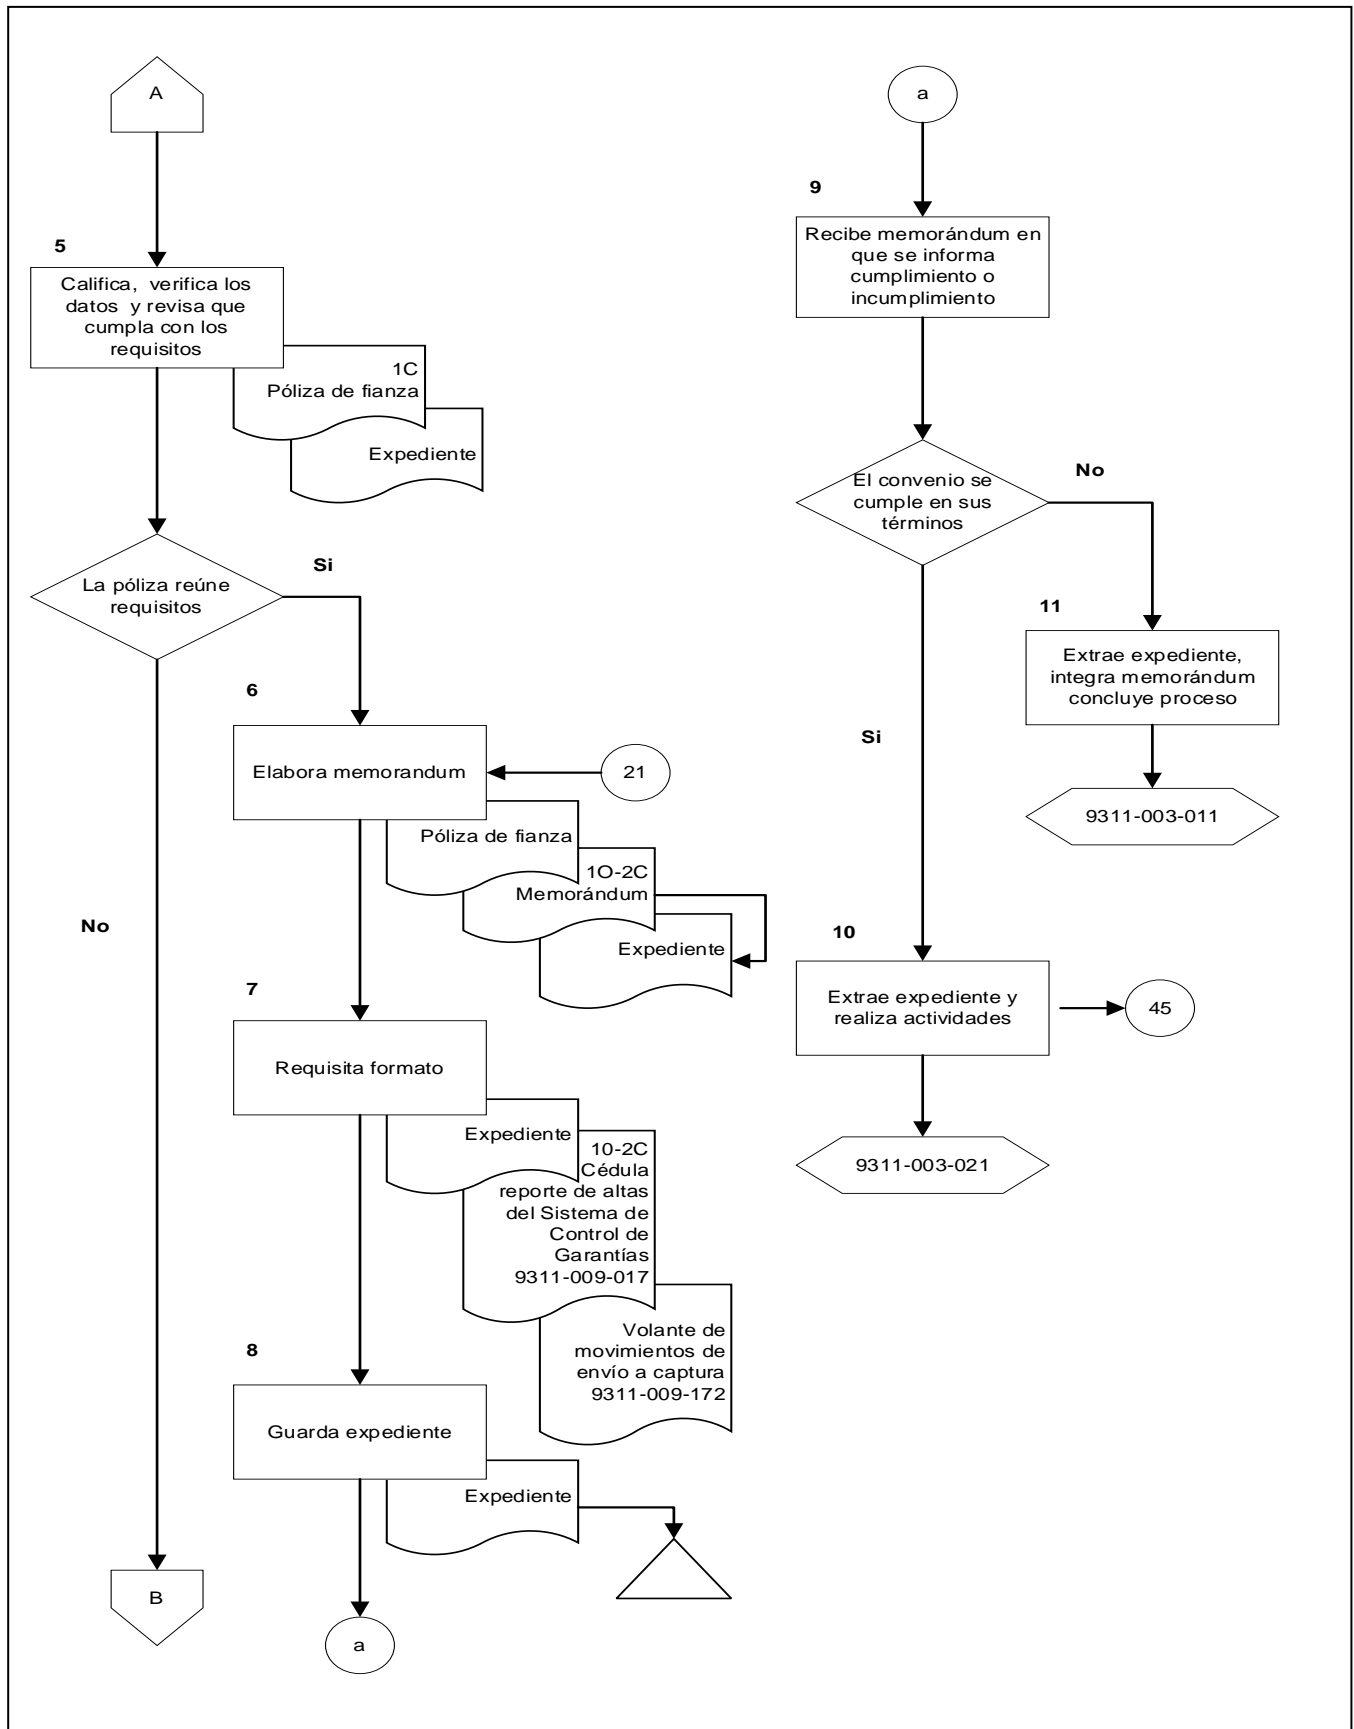 A
5
Califica, verifica los
datos y revisa que
cumpla con los
requisitos
1C
Póliza de fianza
Expediente
La póliza reúne
requisitos
Si
No
6
Elabora memorandum
21
Póliza de fianza
1O-2C
Memorándum
Expediente
7
Requisita formato
Expediente
10-2C
Cédula
reporte de altas
del Sistema de
Control de
Garantías
9311-009-017
Volante de
movimientos de
envío a captura
9311-009-172
8
Guarda expediente
Expediente
B
a
a
9
Recibe memorándum en
que se informa
cumplimiento o
incumplimiento
El convenio se
cumple en sus
términos
No
11
Extrae expediente,
integra memorándum
concluye proceso
9311-003-011
Si
10
Extrae expediente y
realiza actividades
45
9311-003-021